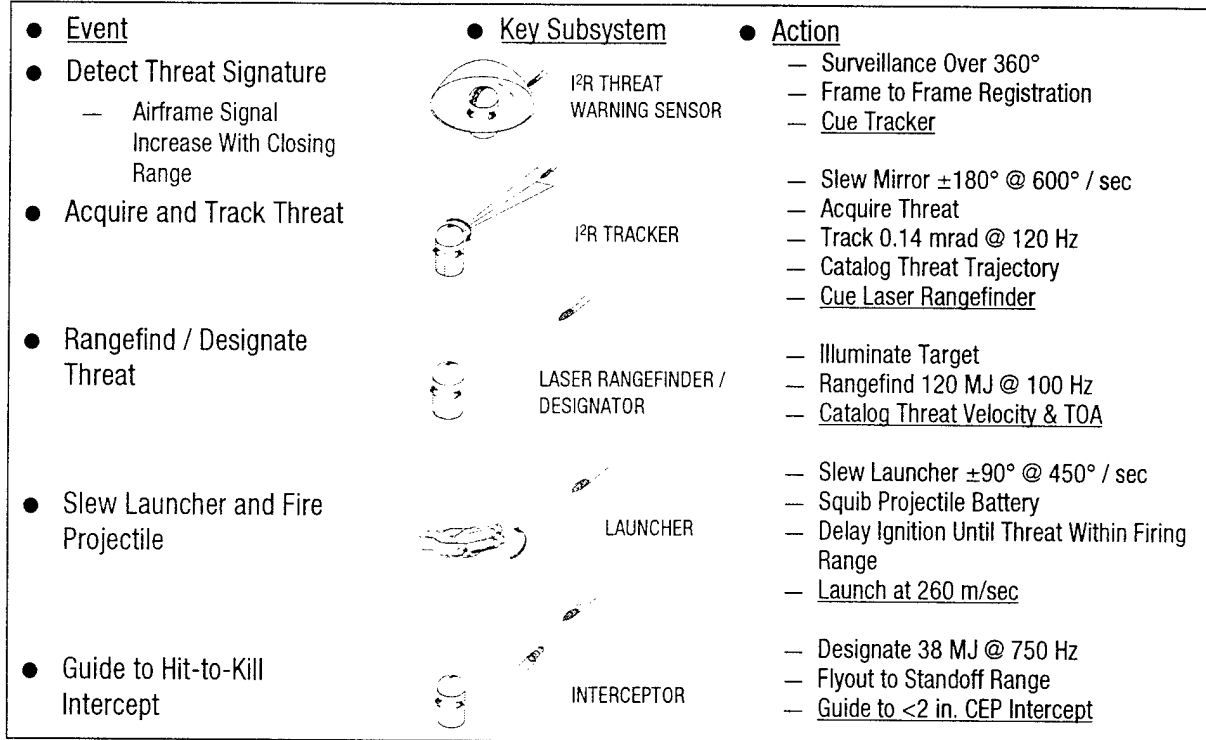 ● Event
● Key Subsystem
● Action
● Detect Threat Signature
— Airframe Signal
Increase With Closing
Range
I²R THREAT
WARNING SENSOR
— Surveillance Over 360°
— Frame to Frame Registration
— Cue Tracker
● Acquire and Track Threat
I²R TRACKER
— Slew Mirror ±180° @ 600° / sec
— Acquire Threat
— Track 0.14 mrad @ 120 Hz
— Catalog Threat Trajectory
— Cue Laser Rangefinder
● Rangefind / Designate
Threat
LASER RANGEFINDER /
DESIGNATOR
— Illuminate Target
— Rangefind 120 MJ @ 100 Hz
— Catalog Threat Velocity & TOA
● Slew Launcher and Fire
Projectile
LAUNCHER
— Slew Launcher ±90° @ 450° / sec
— Squib Projectile Battery
— Delay Ignition Until Threat Within Firing
Range
— Launch at 260 m/sec
● Guide to Hit-to-Kill
Intercept
INTERCEPTOR
— Designate 38 MJ @ 750 Hz
— Flyout to Standoff Range
— Guide to <2 in. CEP Intercept